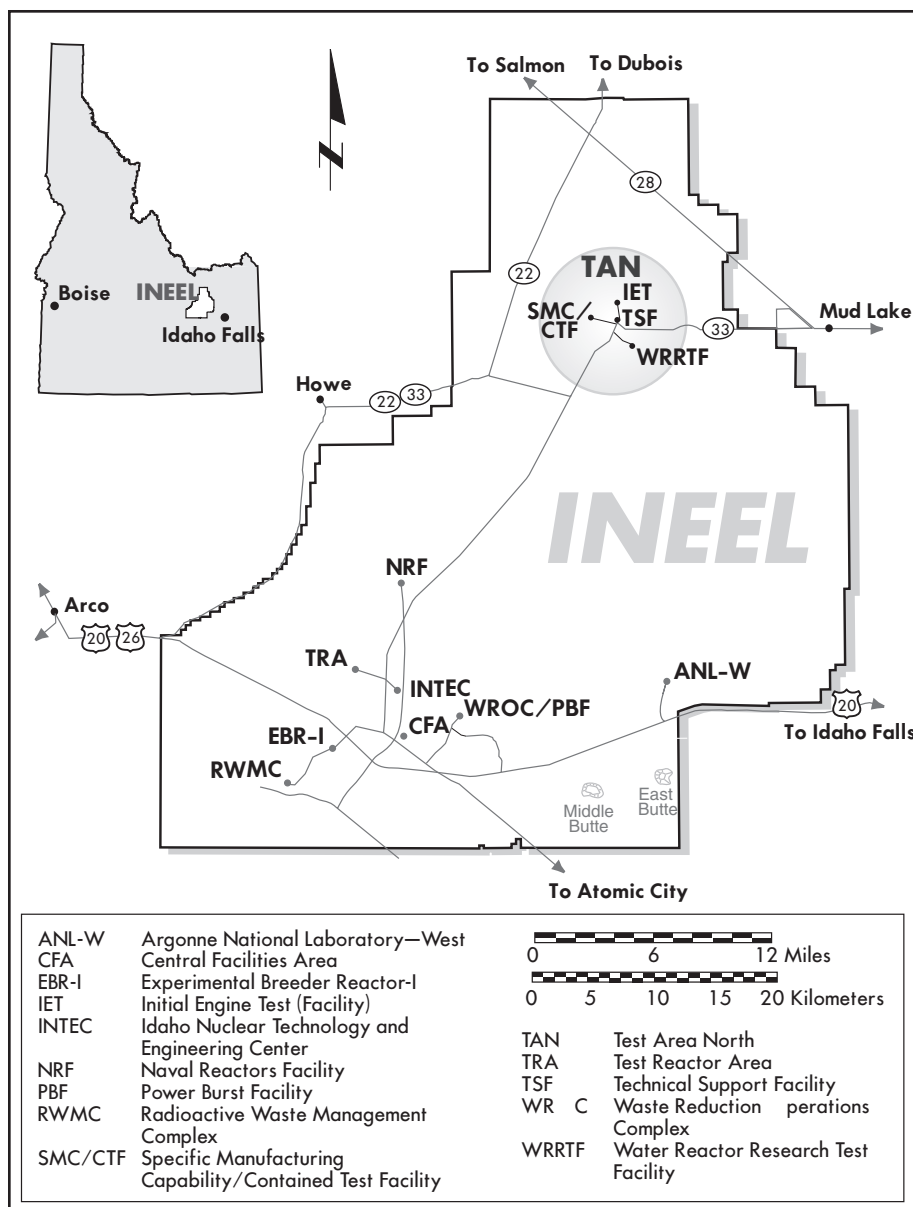 To Salmon
To Dubois
N
28
22
TAN
IET
SMC/
CTF
TSF
33
Mud Lake
WRRTF
Boise
INEEL
Idaho Falls
Howe
22
33
INEEL
NRF
Arco
20
26
TRA
INTEC
ANL-W
WROC/PBF
CFA
20
To Idaho Falls
EBR-I
RWMC
Middle
Butte
East
Butte
To Atomic City
ANL-W Argonne National Laboratory—West
CFA Central Facilities Area
EBR-I Experimental Breeder Reactor-I
IET Initial Engine Test (Facility)
INTEC Idaho Nuclear Technology and
Engineering Center
NRF Naval Reactors Facility
PBF Power Burst Facility
RWMC Radioactive Waste Management
Complex
SMC/CTF Specific Manufacturing
Capability/Contained Test Facility
0 6 12 Miles
0 5 10 15 20 Kilometers
TAN Test Area North
TRA Test Reactor Area
TSF Technical Support Facility
WR C Waste Reduction perations
Complex
WRRTF Water Reactor Research Test
Facility